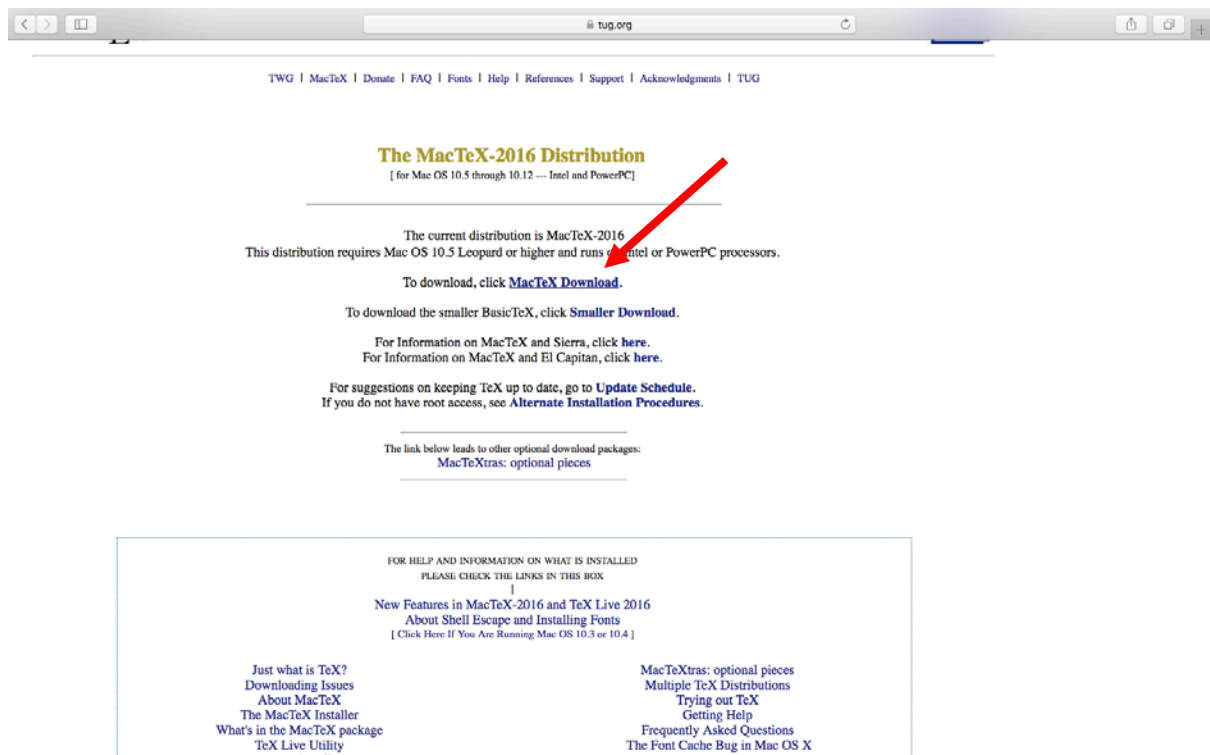 tug.org
TWG | MacTeX | Donate | FAQ | Fonts | Help | References | Support | Acknowledgments | TUG
The MacTeX-2016 Distribution
[ for Mac OS 10.5 through 10.12 --- Intel and PowerPC]
The current distribution is MacTeX-2016
This distribution requires Mac OS 10.5 Leopard or higher and runs Intel or PowerPC processors.
To download, click MacTeX Download.
To download the smaller BasicTeX, click Smaller Download.
For Information on MacTeX and Sierra, click here.
For Information on MacTeX and El Capitan, click here.
For suggestions on keeping TeX up to date, go to Update Schedule.
If you do not have root access, see Alternate Installation Procedures.
The link below leads to other optional download packages:
MacTeXtras: optional pieces
FOR HELP AND INFORMATION ON WHAT IS INSTALLED
PLEASE CHECK THE LINKS IN THIS BOX
|
New Features in MacTeX-2016 and TeX Live 2016
About Shell Escape and Installing Fonts
[ Click Here If You Are Running Mac OS 10.3 or 10.4 ]
Just what is TeX?
Downloading Issues
About MacTeX
The MacTeX Installer
What's in the MacTeX package
TeX Live Utility
MacTeXtras: optional pieces
Multiple TeX Distributions
Trying out TeX
Getting Help
Frequently Asked Questions
The Font Cache Bug in Mac OS X